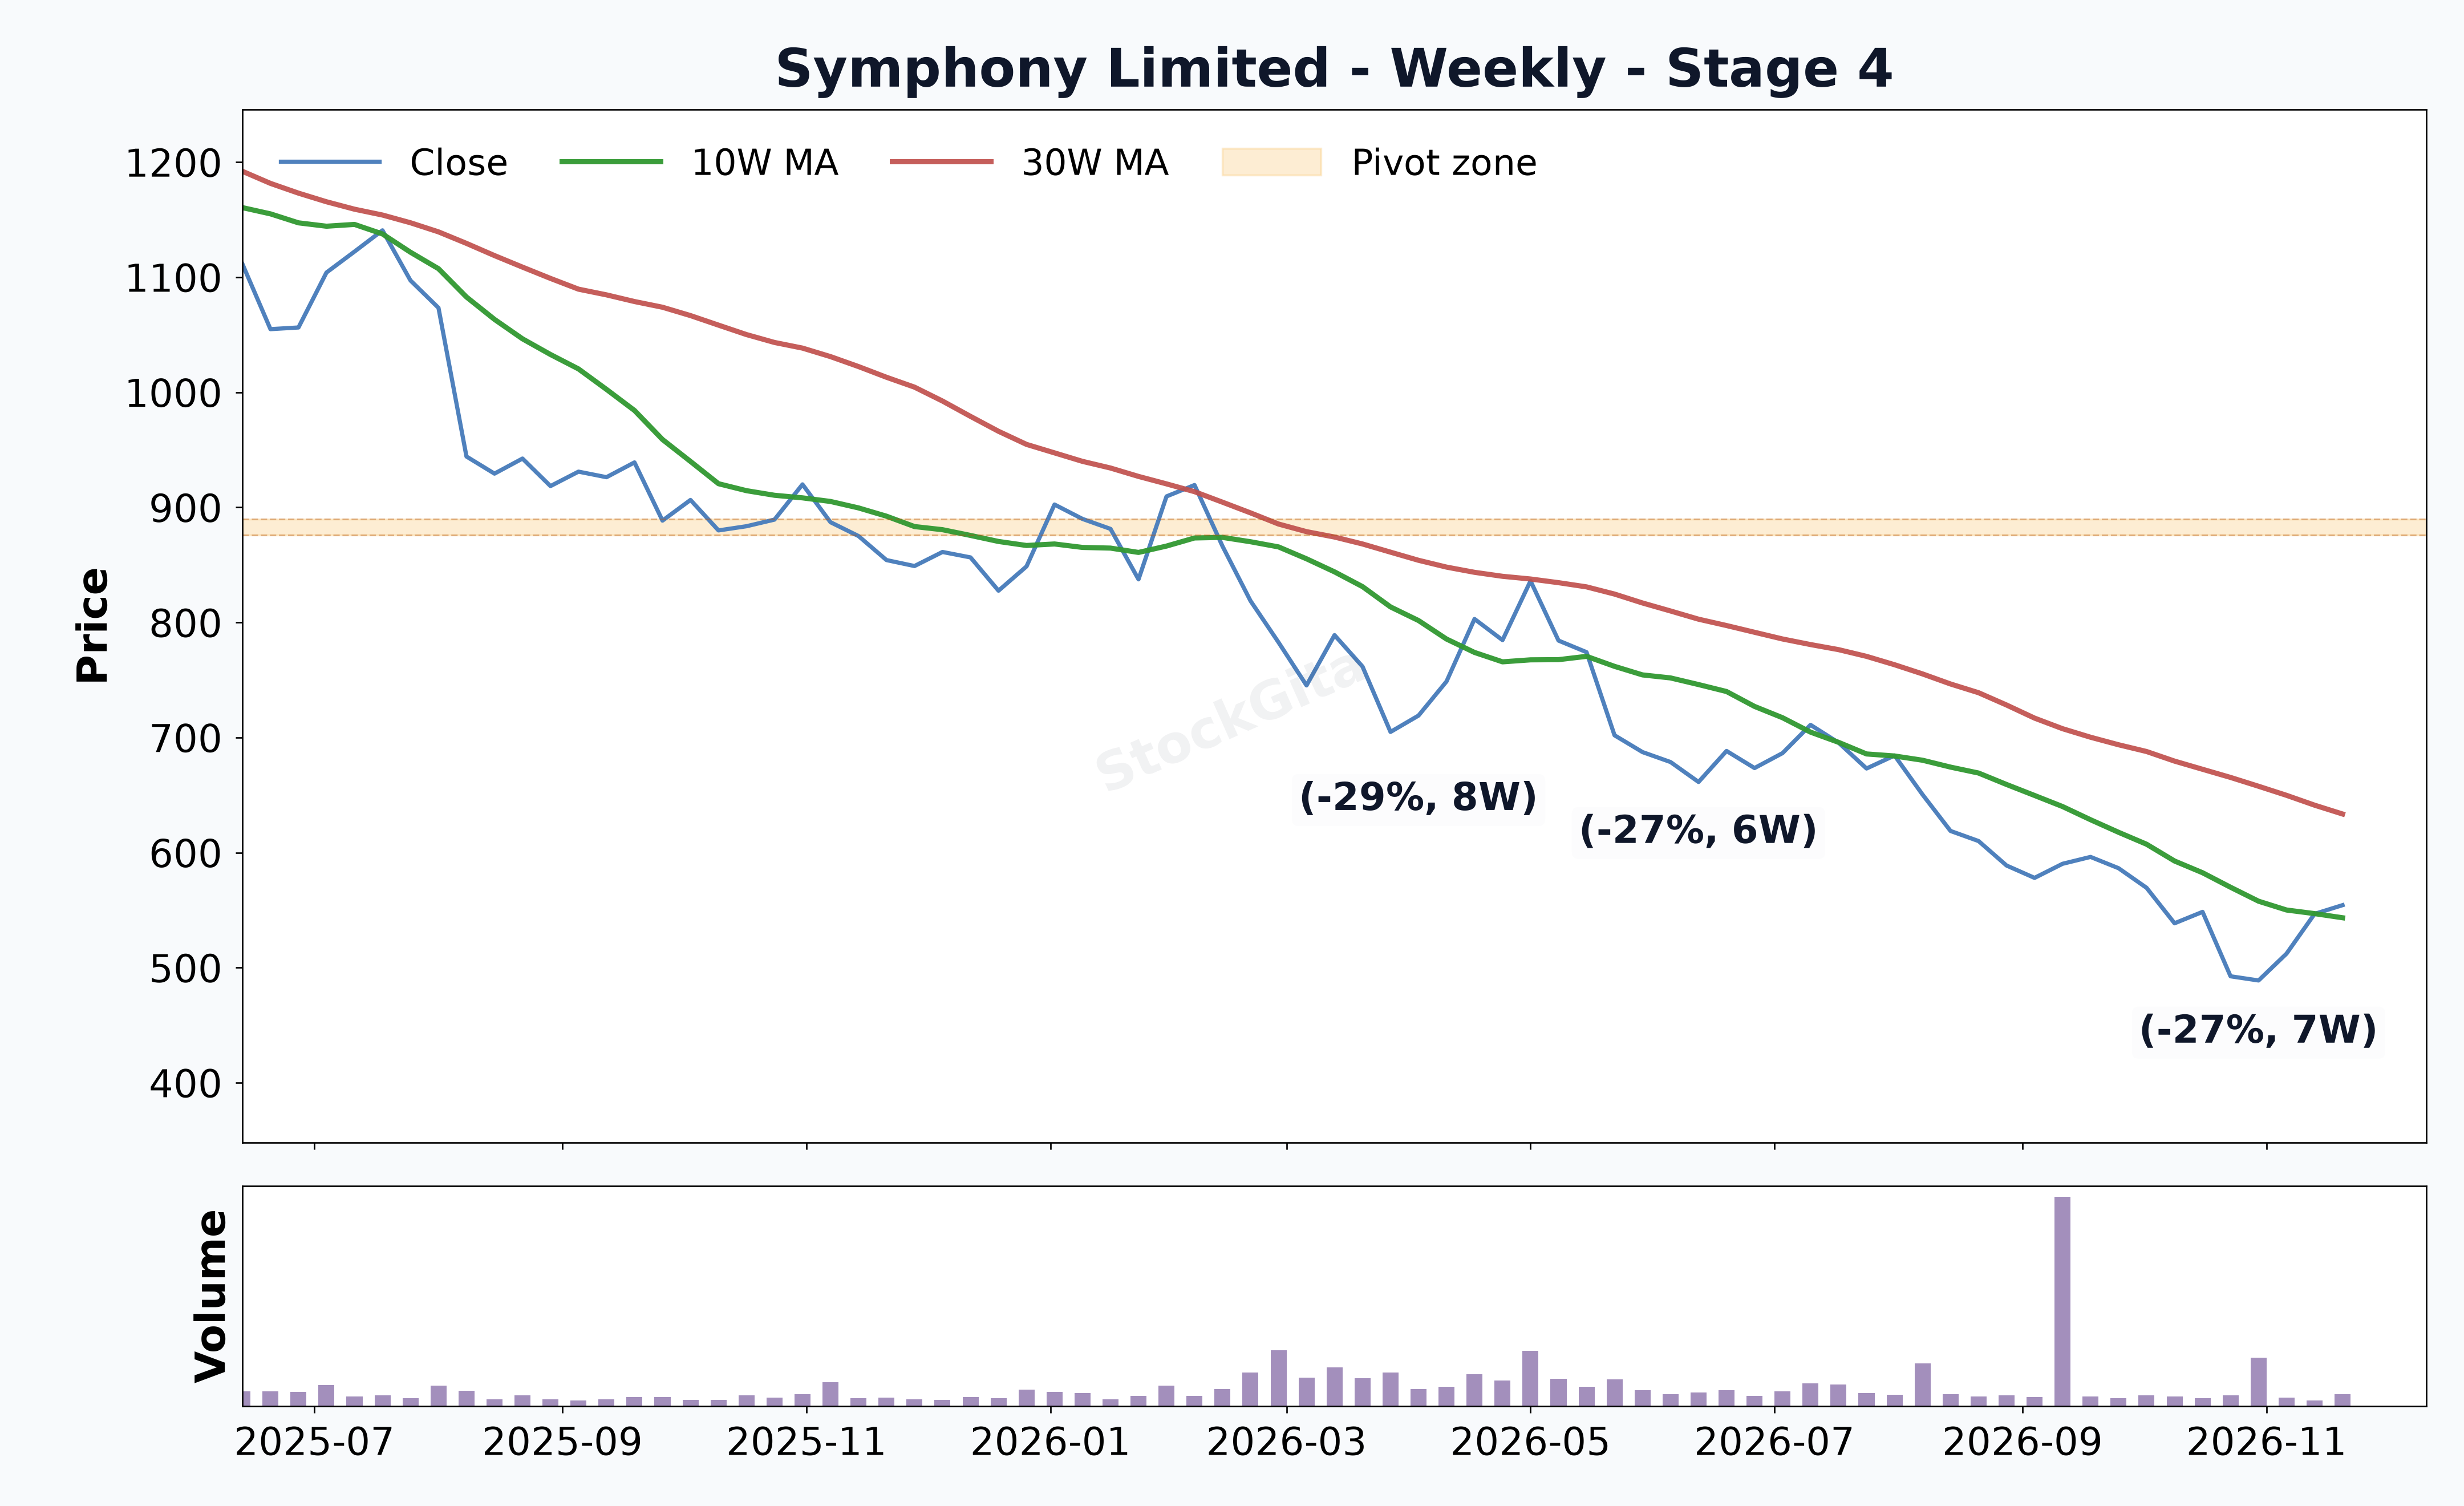 Symphony Limited - Weekly - Stage 4
Close 10W MA 30W MA Pivot zone
1200
1100
1000
900
800
700
600
500
400
Price
StockGita
(-29%, 8W)
(-27%, 6W)
(-27%, 7W)
Volume
2025-07 2025-09 2025-11 2026-01 2026-03 2026-05 2026-07 2026-09 2026-11